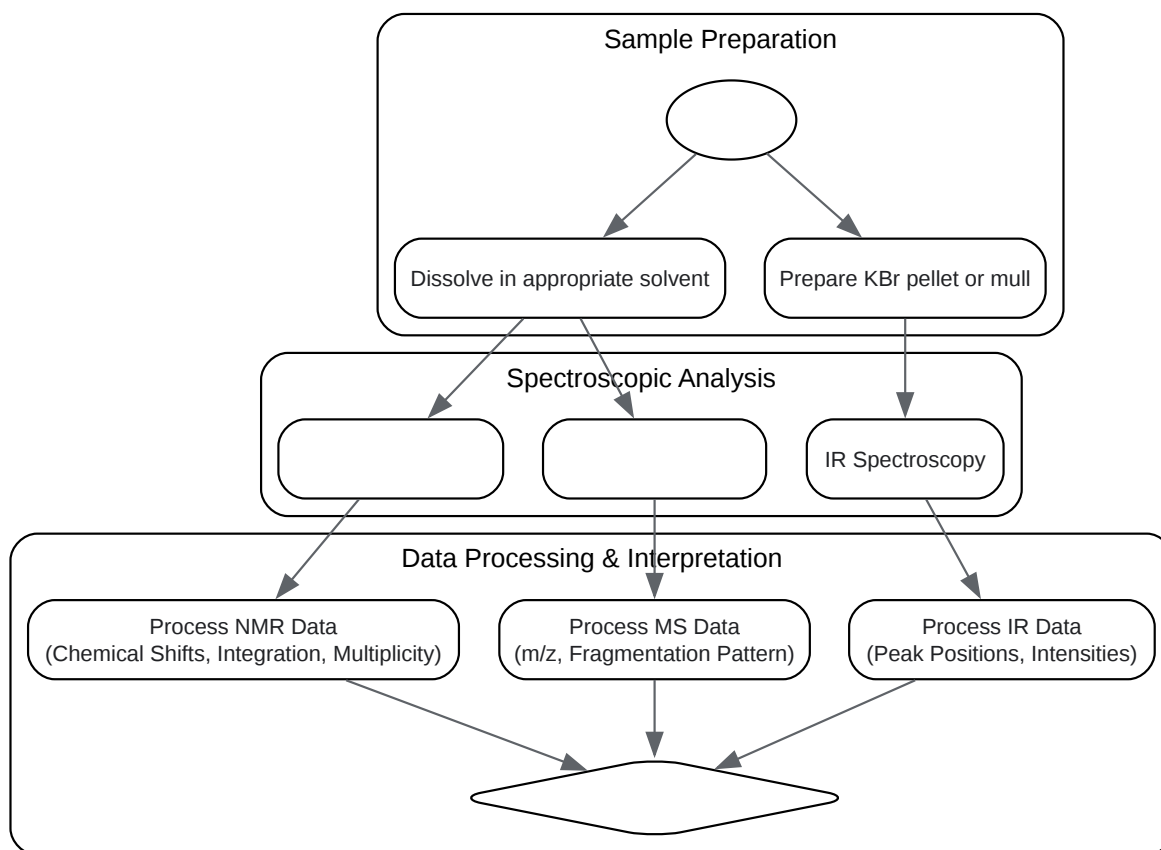 Sample Preparation
Dissolve in appropriate solvent
Prepare KBr pellet or mull
Spectroscopic Analysis
IR Spectroscopy
Data Processing & Interpretation
Process NMR Data
(Chemical Shifts, Integration, Multiplicity)
Process MS Data
(m/z, Fragmentation Pattern)
Process IR Data
(Peak Positions, Intensities)